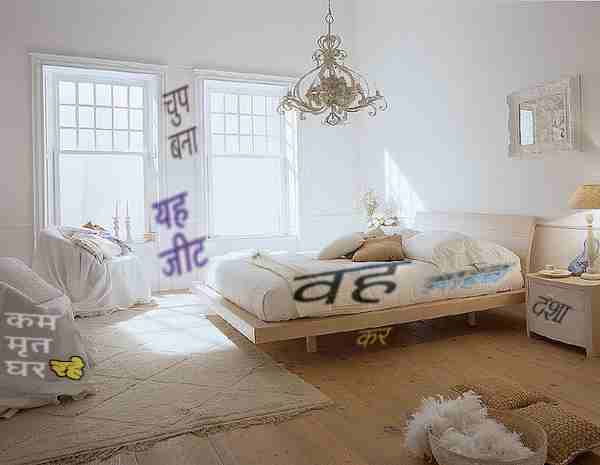 चुप
बना
यह
जीट
वह
दशा
कर
कम
मृत
घर रहे